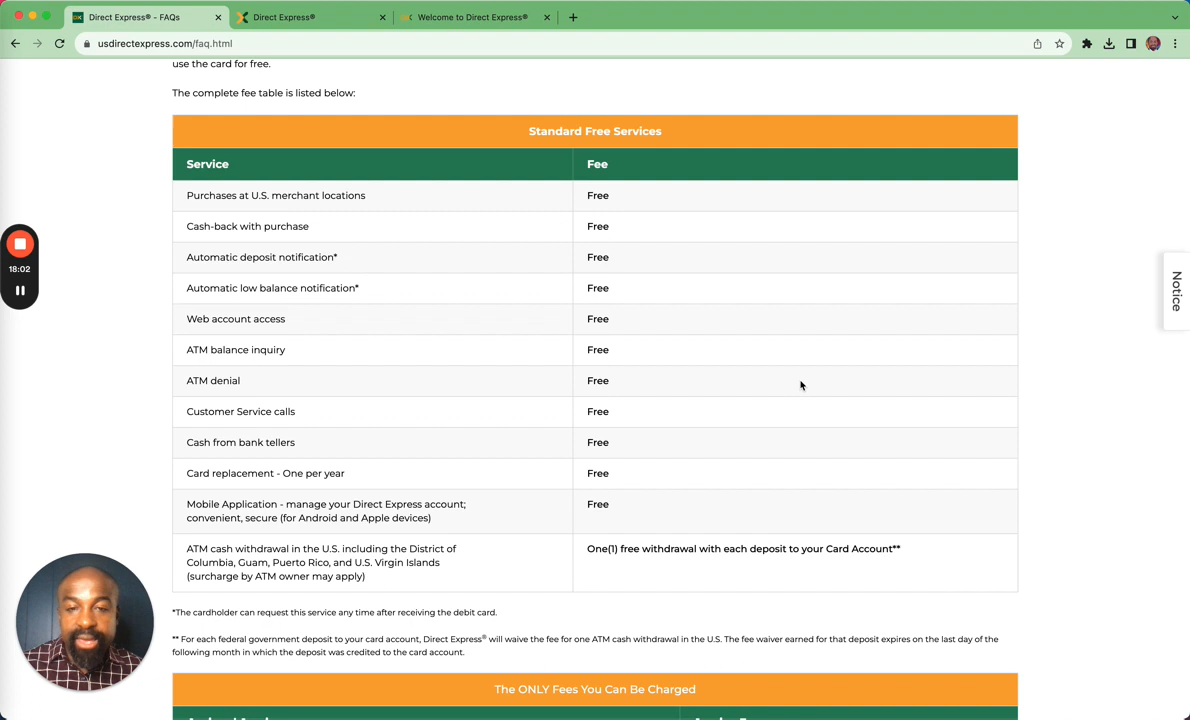 Direct Express® - FAQs
Direct Express®
Welcome to Direct Express®
usdirectexpress.com/faq.html
use the card for free.
The complete fee table is listed below:
Standard Free Services
Service Fee
Purchases at U.S. merchant locations Free
Cash-back with purchase Free
Automatic deposit notification* Free
Automatic low balance notification* Free
Web account access Free
ATM balance inquiry Free
ATM denial Free
Customer Service calls Free
Cash from bank tellers Free
Card replacement - One per year Free
Mobile Application - manage your Direct Express account; Free
convenient, secure (for Android and Apple devices)
ATM cash withdrawal in the U.S. including the District of One(1) free withdrawal with each deposit to your Card Account**
Columbia, Guam, Puerto Rico, and U.S. Virgin Islands
(surcharge by ATM owner may apply)
*The cardholder can request this service any time after receiving the debit card.
** For each federal government deposit to your card account, Direct Express® will waive the fee for one ATM cash withdrawal in the U.S. The fee waiver earned for that deposit expires on the last day of the
following month in which the deposit was credited to the card account.
The ONLY Fees You Can Be Charged
18:02
Notice